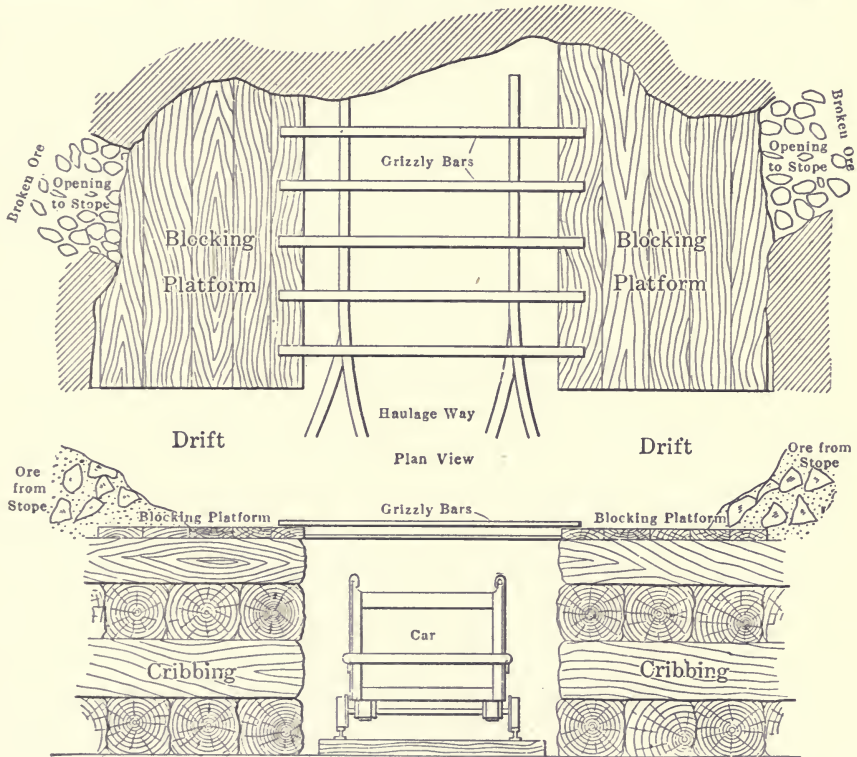 Broken Ore
Opening
to Stope
Blocking
Platform
Grizzly Bars
Blocking
Platform
Opening
to Stope
Broken Ore
Haulage Way
Drift
Plan View
Drift
Ore
from
Stope
Blocking Platform
Grizzly Bars
Blocking Platform
Ore from
Stope
Cribbing
Car
Cribbing